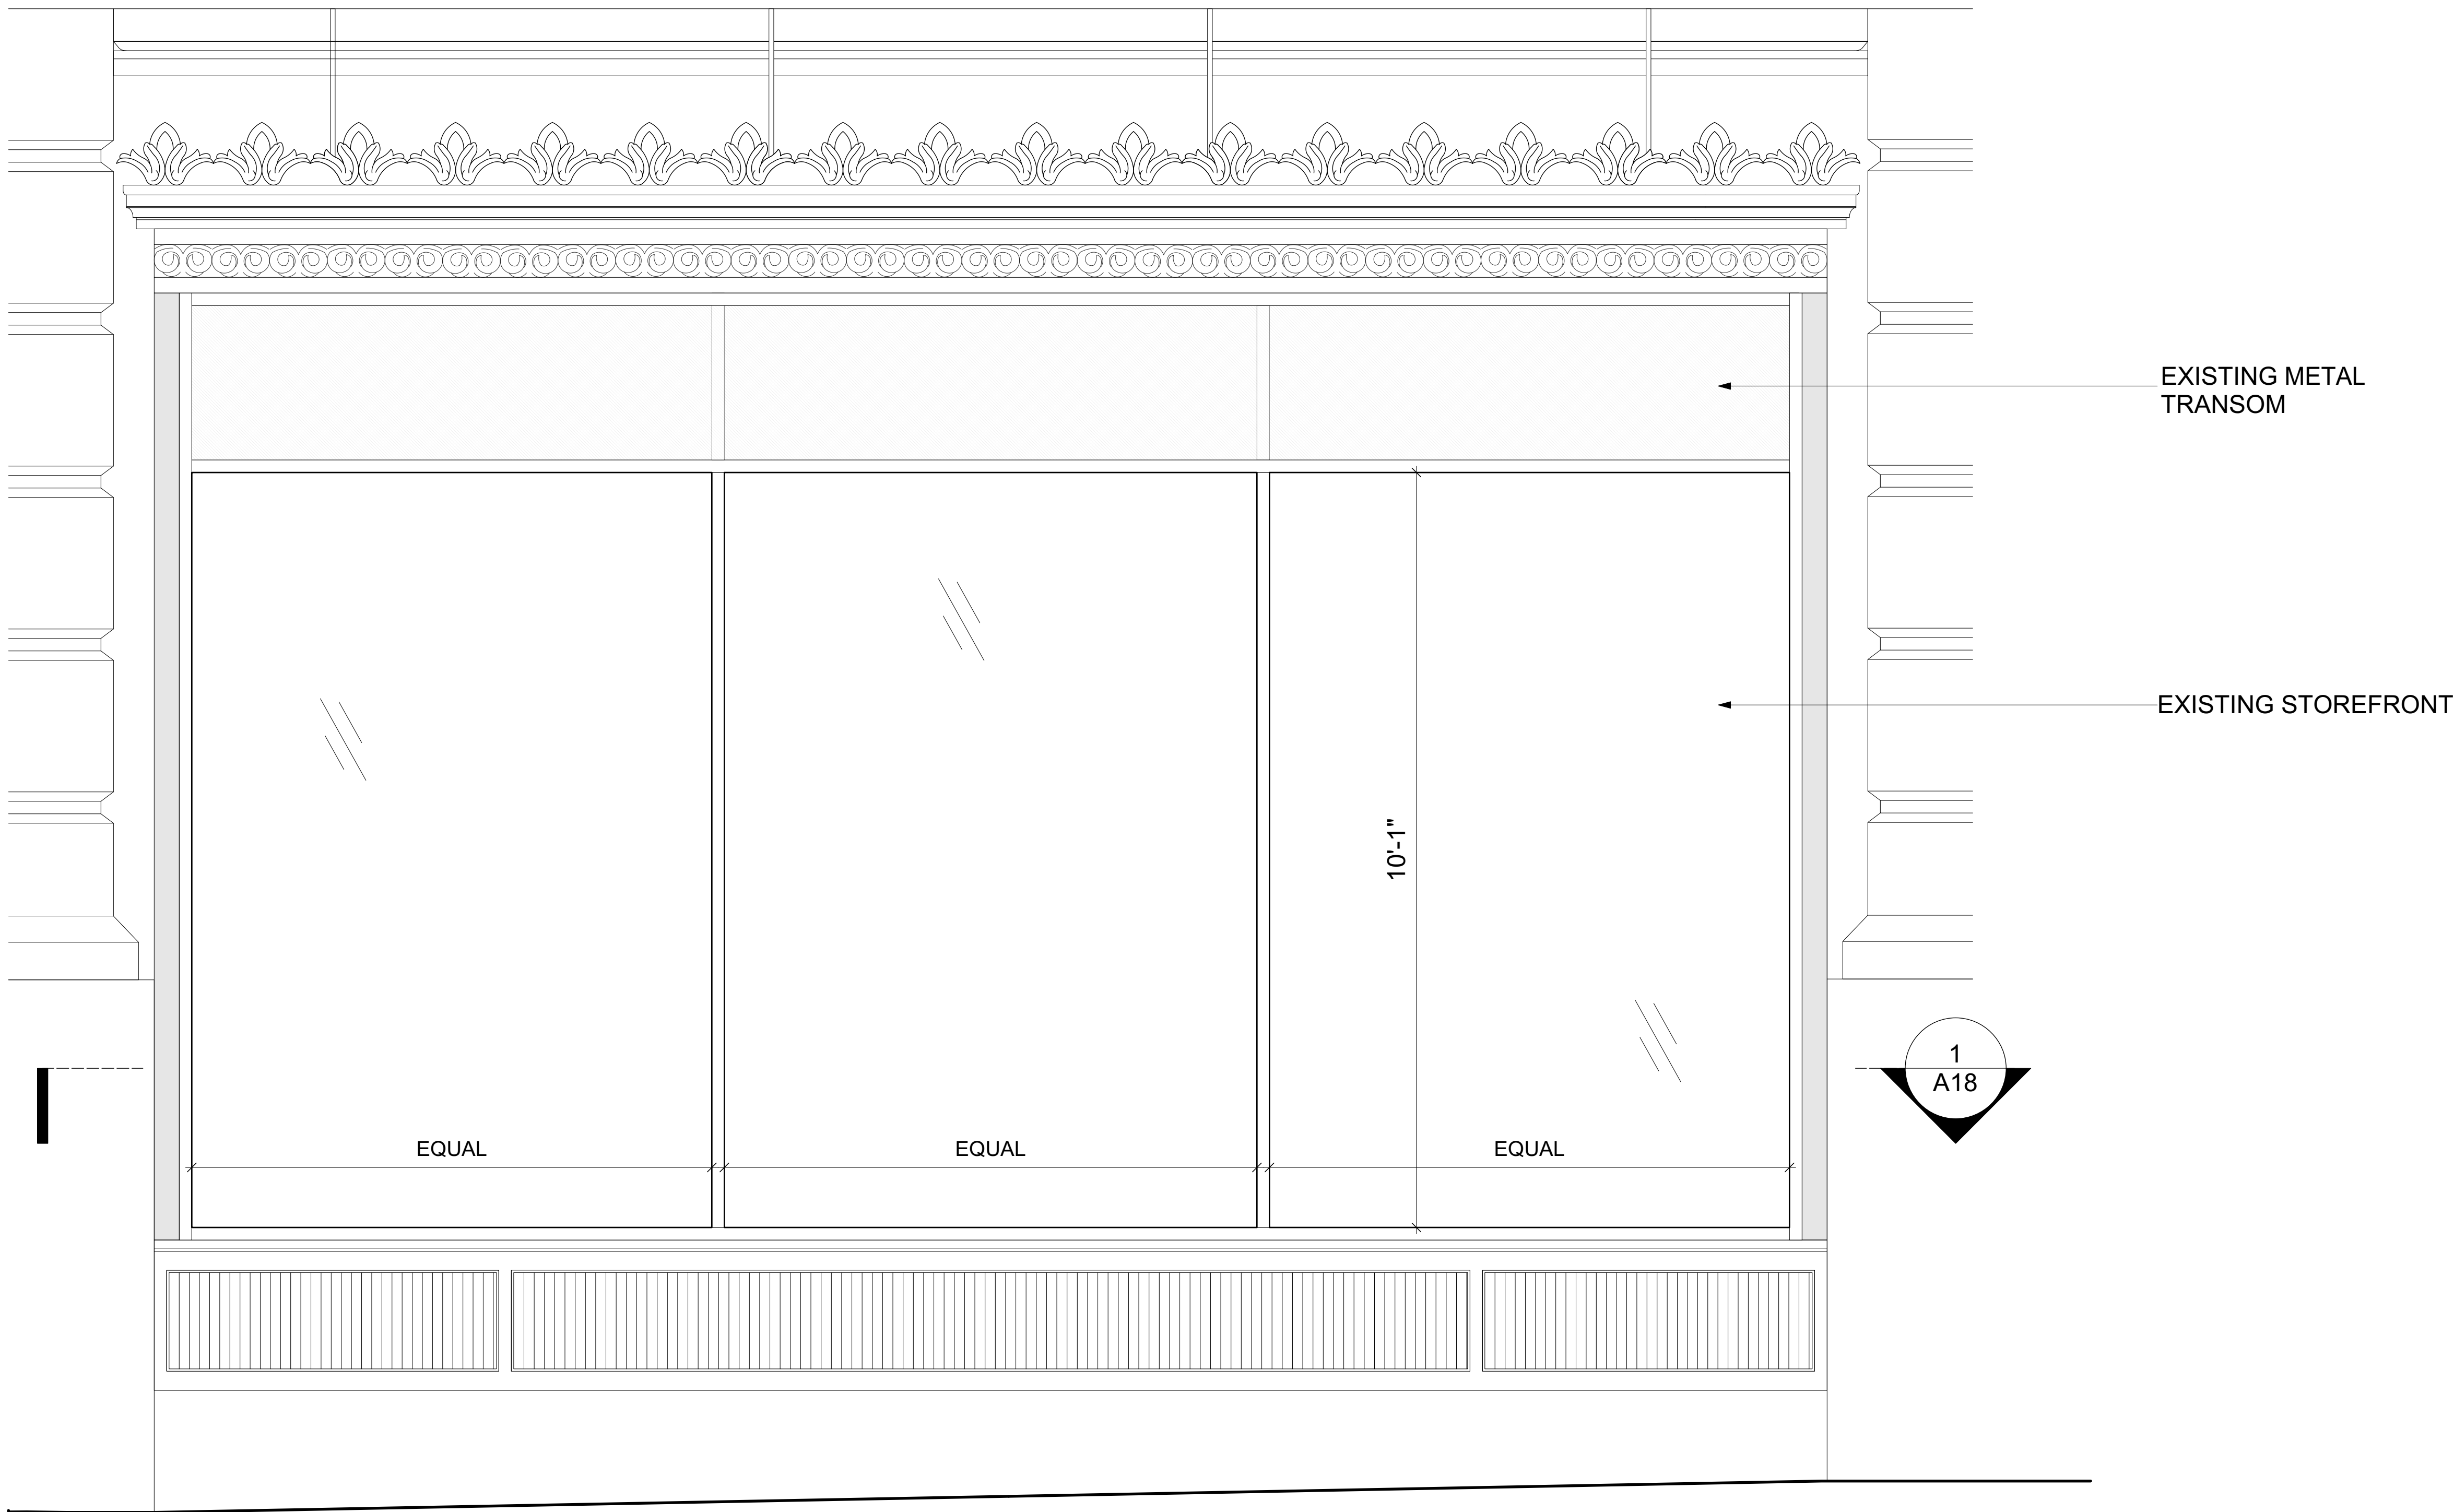 EXISTING METAL
TRANSOM
EXISTING STOREFRONT
10'-1"
1
A18
EQUAL
EQUAL
EQUAL